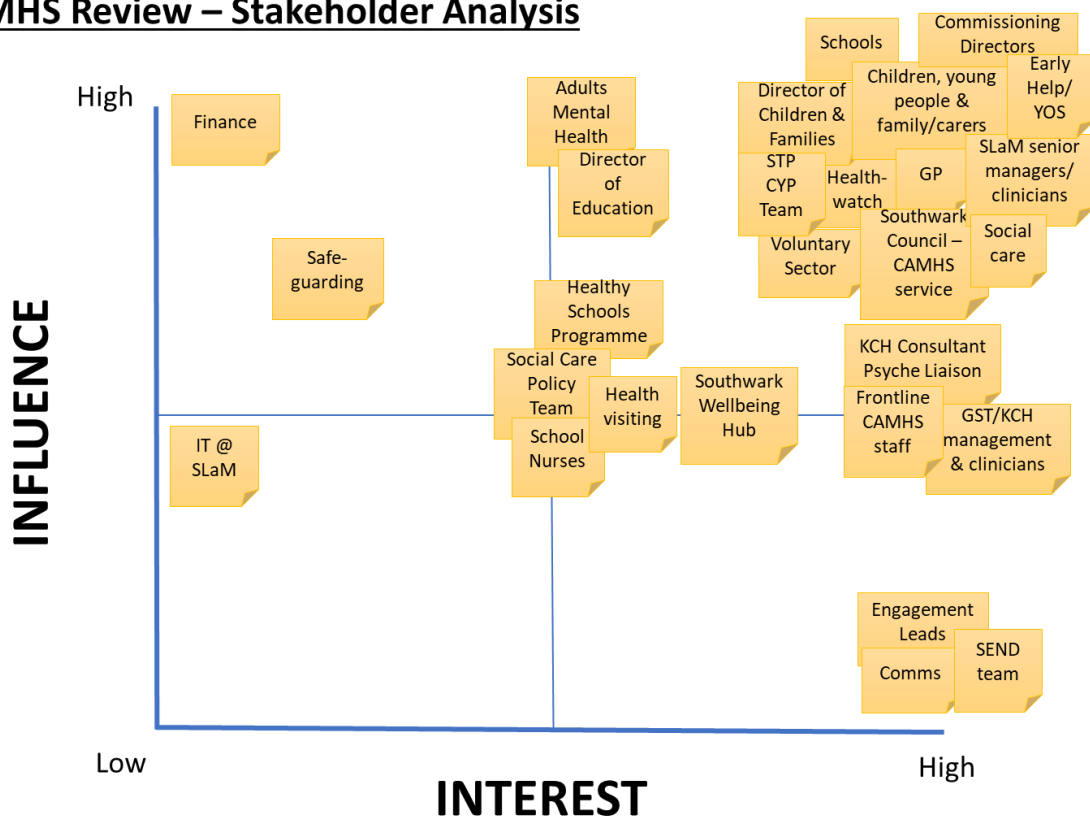 MHS Review – Stakeholder Analysis
High
Finance
Safe-
guarding
IT @
SLaM
Adults
Mental
Health
Director
of
Education
Healthy
Schools
Programme
Social Care
Policy
Team
Health
visiting
School
Nurses
Southwark
Wellbeing
Hub
Schools
Commissioning
Directors
Director of
Children &
Families
Children, young
people &
family/carers
Early
Help/
YOS
STP
CYP
Team
Health-
watch
GP
SLaM senior
managers/
clinicians
Voluntary
Sector
Southwark
Council –
CAMHS
service
Social
care
KCH Consultant
Psyche Liaison
Frontline
CAMHS
staff
GST/KCH
management
& clinicians
Engagement
Leads
Comms
SEND
team
INFLUENCE
Low
INTEREST
High